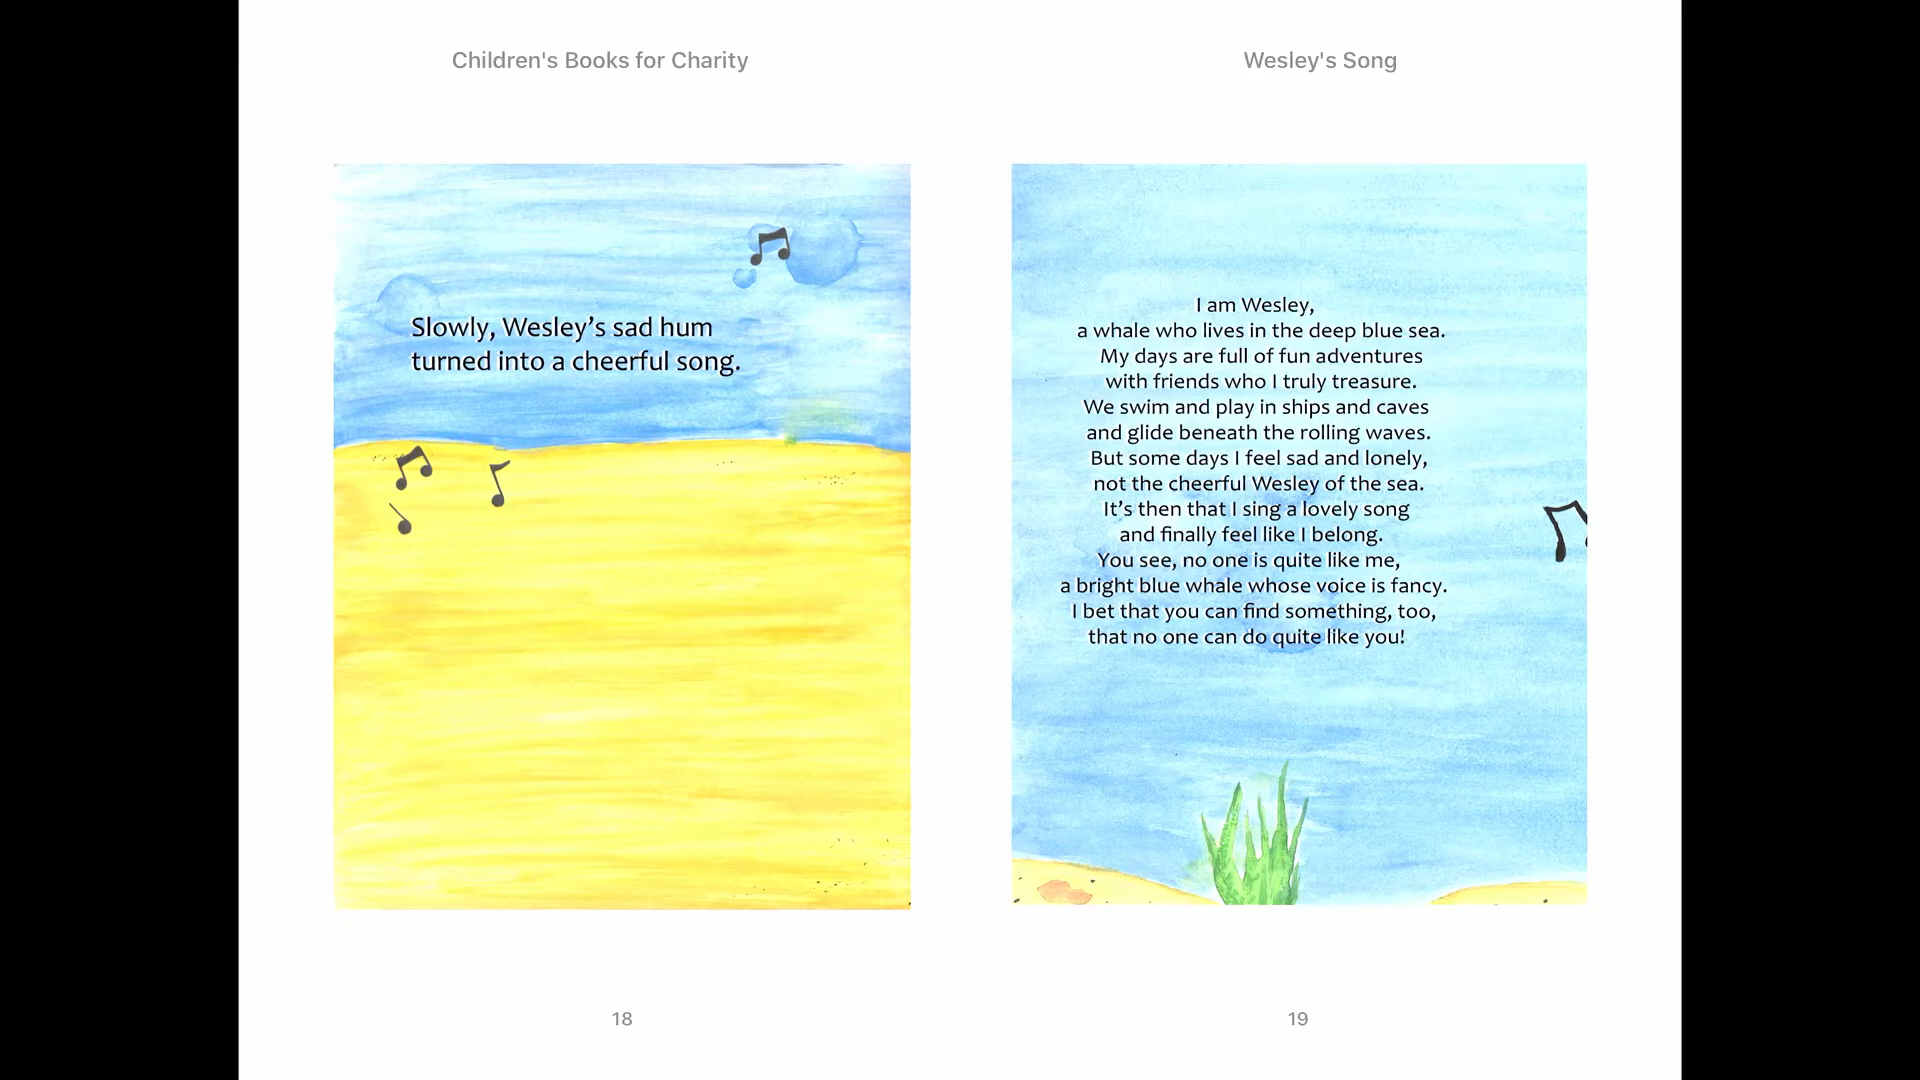 Children's Books for Charity
Slowly, Wesley’s sad hum
turned into a cheerful song.
18
Wesley's Song
I am Wesley,
a whale who lives in the deep blue sea.
My days are full of fun adventures
with friends who I truly treasure.
We swim and play in ships and caves
and glide beneath the rolling waves.
But some days I feel sad and lonely,
not the cheerful Wesley of the sea.
It’s then that I sing a lovely song
and finally feel like I belong.
You see, no one is quite like me,
a bright blue whale whose voice is fancy.
I bet that you can find something, too,
that no one can do quite like you!
19